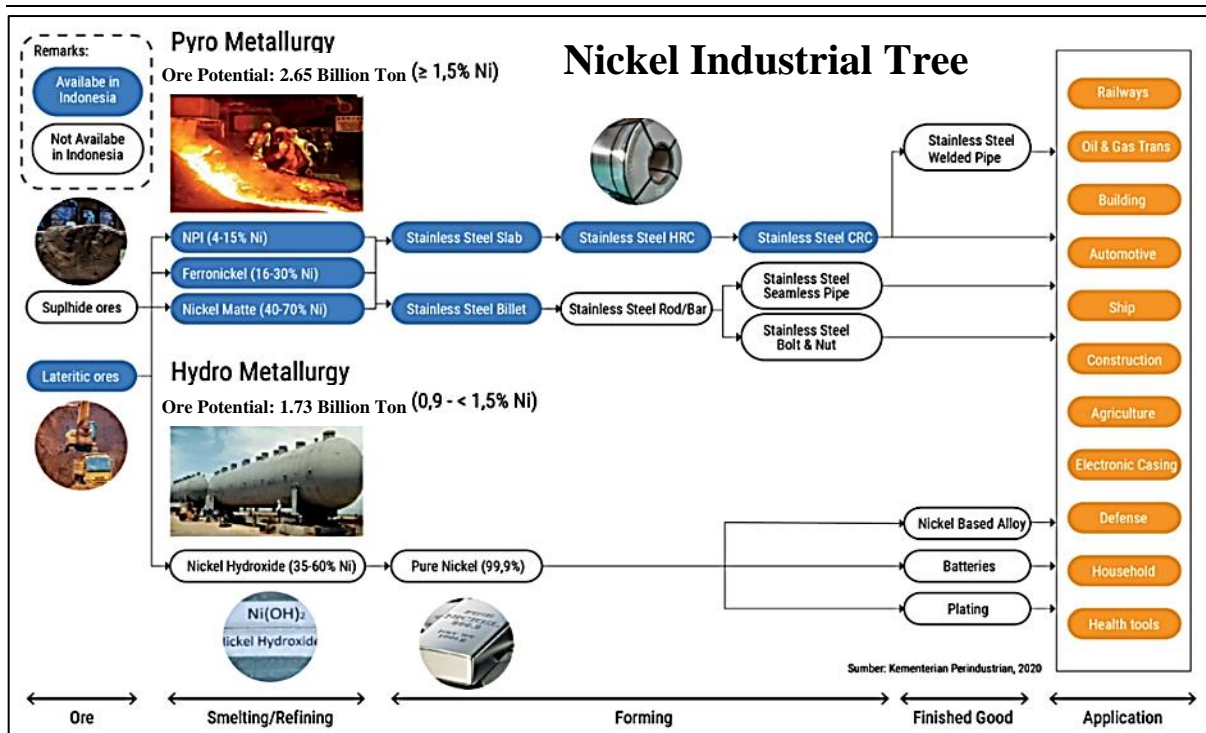 Nickel Industrial Tree
Remarks:
Availabe in
Indonesia
Not Availabe
in Indonesia
Pyro Metallurgy
Ore Potential: 2.65 Billion Ton (≥ 1,5% Ni)
Suplhide ores
Lateritic ores
NPI (4-15% Ni)
Ferronickel (16-30% Ni)
Nickel Matte (40-70% Ni)
Stainless Steel Slab
Stainless Steel HRC
Stainless Steel CRC
Stainless Steel
Welded Pipe
Stainless Steel Billet
Stainless Steel Rod/Bar
Stainless Steel
Seamless Pipe
Stainless Steel
Bolt & Nut
Hydro Metallurgy
Ore Potential: 1.73 Billion Ton (0,9 - < 1,5% Ni)
Nickel Hydroxide (35-60% Ni)
Pure Nickel (99,9%)
Nickel Based Alloy
Batteries
Plating
Ni(OH)₂
Nickel Hydroxide
Railways
Oil & Gas Trans
Building
Automotive
Ship
Construction
Agriculture
Electronic Casing
Defense
Household
Health tools
Sumber: Kementerian Perindustrian, 2020
Ore
Smelting/Refining
Forming
Finished Good
Application